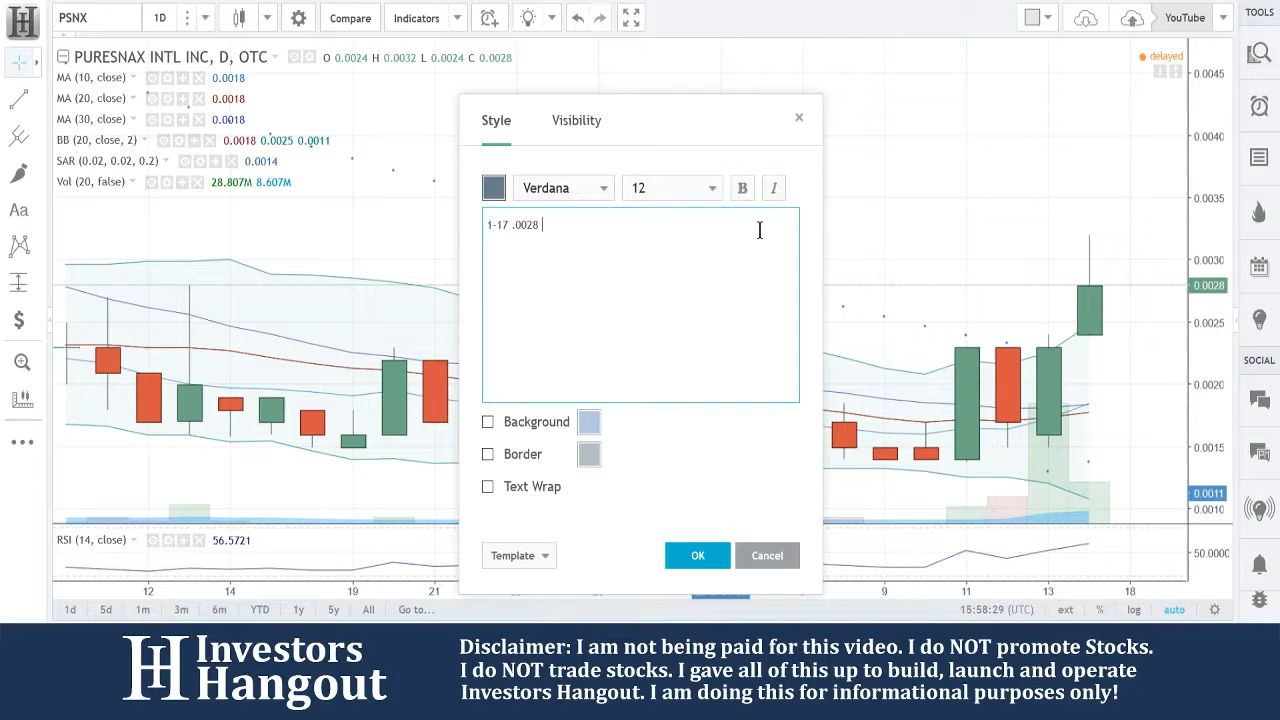 PSNX 1D Compare Indicators YouTube TOOLS
PURESNAX INTL INC, D, OTC O 0.0024 H 0.0032 L 0.0024 C 0.0028
delayed
MA (10, close) 0.0018
MA (20, close) 0.0018
MA (30, close) 0.0018
BB (20, close, 2) 0.0018 0.0025 0.0011
SAR (0.02, 0.02, 0.2) 0.0014
Vol (20, false) 28.807M 8.607M
Style Visibility ×
Verdana 12 B I
1-17 .0028
Background
Border
Text Wrap
Template OK Cancel
0.0045
0.0040
0.0035
0.0030
0.0028
0.0025
0.0020
0.0015
0.0011
0.0010
SOCIAL
Aa
$
RSI (14, close) 56.5721
50.0000
12 14 18 19 20 21 9 11 13 18
1d 5d 1m 3m 6m YTD 1y 5y All Go to... 15:58:29 (UTC) ext % log auto
Investors
Hangout
Disclaimer: I am not being paid for this video. I do NOT promote Stocks.
I do NOT trade stocks. I gave all of this up to build, launch and operate
Investors Hangout. I am doing this for informational purposes only!